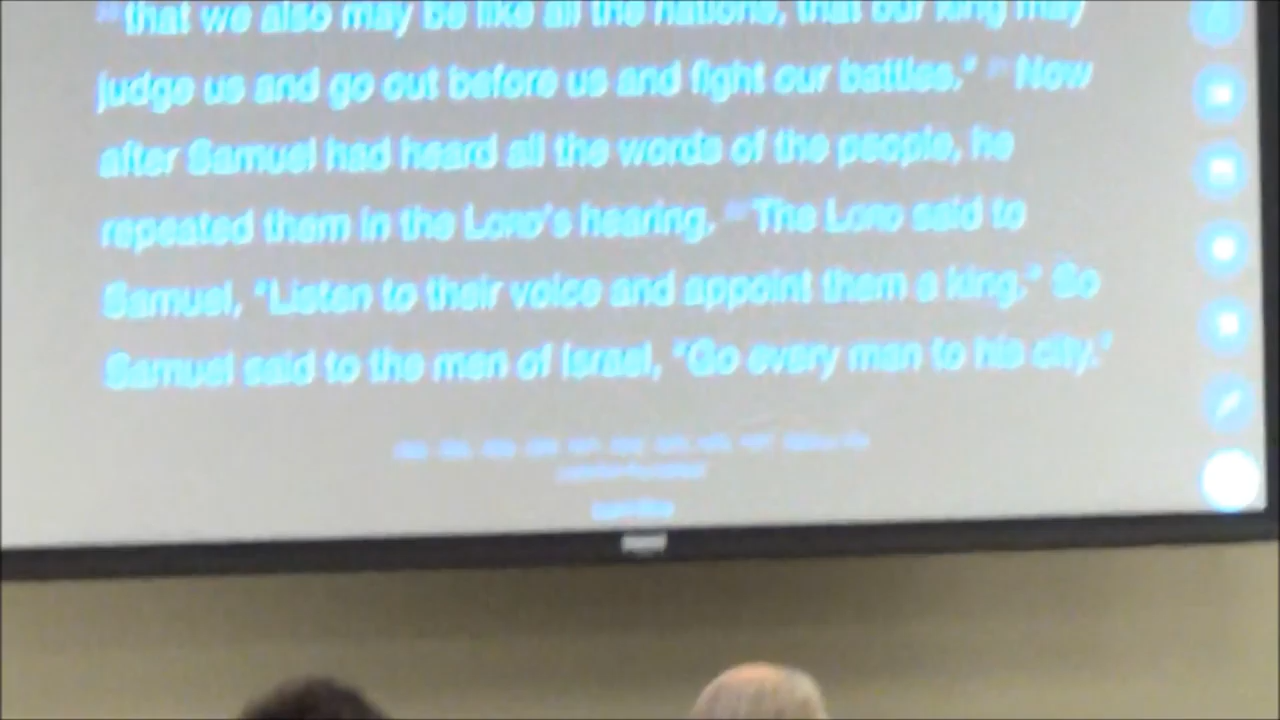 that we also may be like all the nations, that our king may
judge us and go out before us and fight our battles.” Now
after Samuel had heard all the words of the people, he
repeated them in the LORD’s hearing. The LORD said to
Samuel, “Listen to their voice and appoint them a king.” So
Samuel said to the men of Israel, “Go every man to his city.”